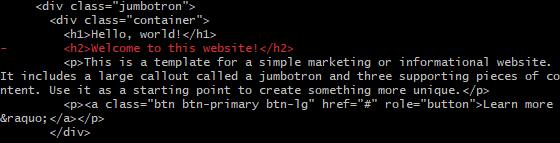 <div class="jumbotron">
<div class="container">
<h1>Hello, world!</h1>
- <h2>Welcome to this website!</h2>
<p>This is a template for a simple marketing or informational website.
It includes a large callout called a jumbotron and three supporting pieces of co
ntent. Use it as a starting point to create something more unique.</p>
<p><a class="btn btn-primary btn-lg" href="#" role="button">Learn more
&raquo;</a></p>
</div>